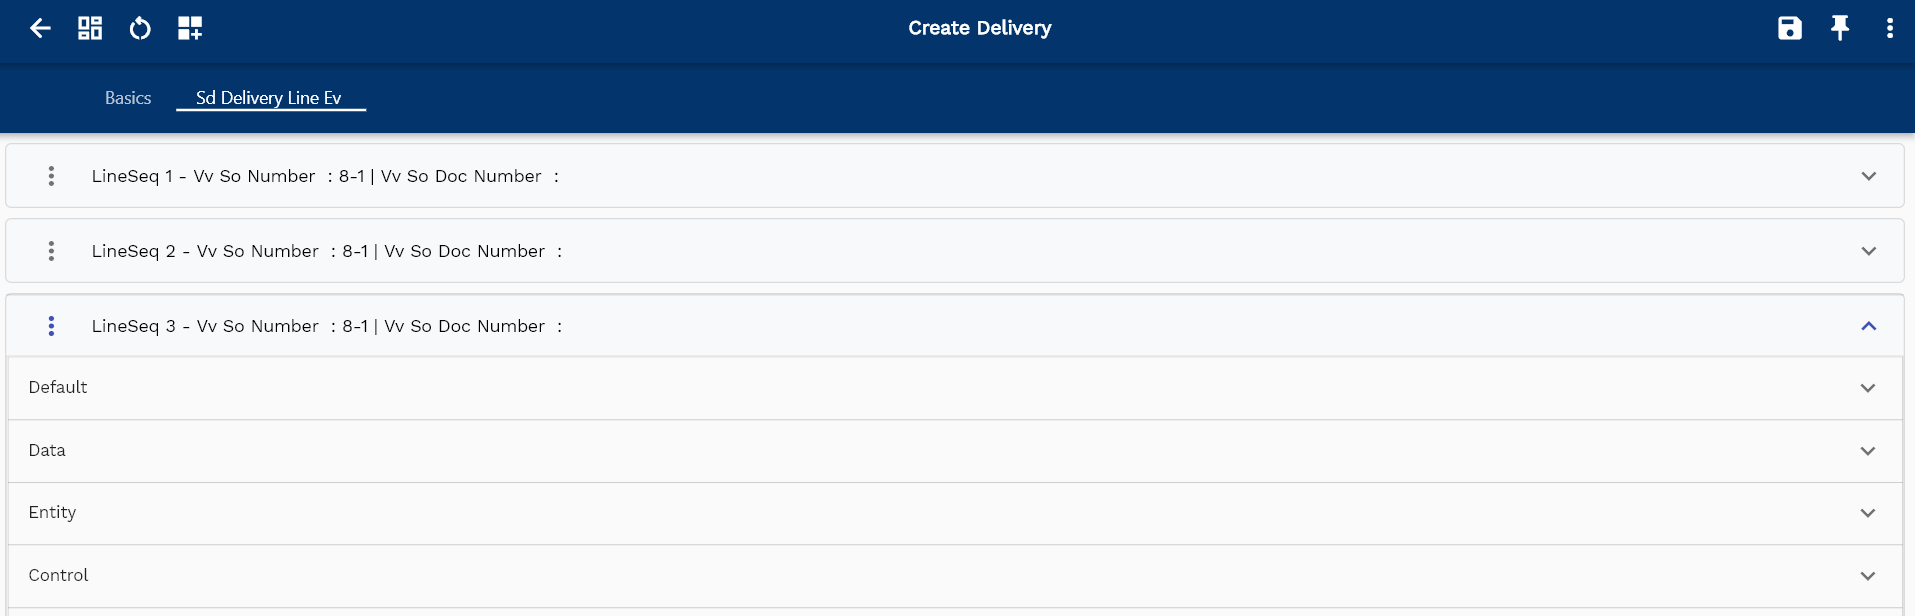 Create Delivery
Basics
Sd Delivery Line Ev
LineSeq 1 - Vv So Number : 8-1 | Vv So Doc Number :
LineSeq 2 - Vv So Number : 8-1 | Vv So Doc Number :
LineSeq 3 - Vv So Number : 8-1 | Vv So Doc Number :
Default
Data
Entity
Control